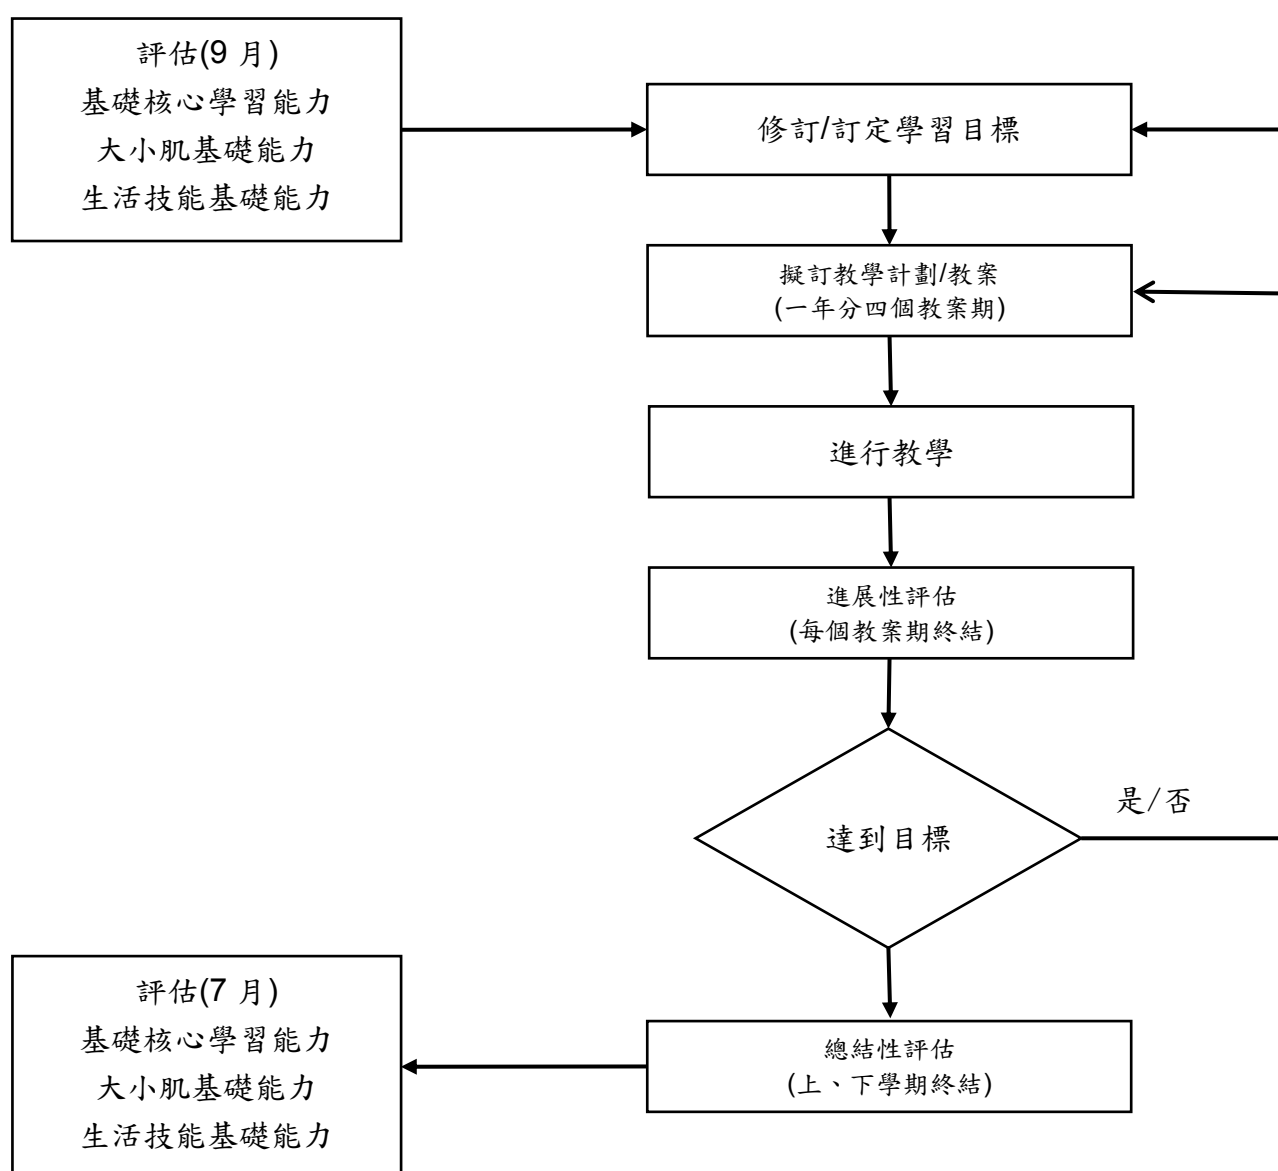 評估(9 月)
基礎核心學習能力
大小肌基礎能力
生活技能基礎能力
修訂/訂定學習目標
擬訂教學計劃/教案
(一年分四個教案期)
進行教學
進展性評估
(每個教案期終結)
達到目標
是/否
總結性評估
(上、下學期終結)
評估(7 月)
基礎核心學習能力
大小肌基礎能力
生活技能基礎能力